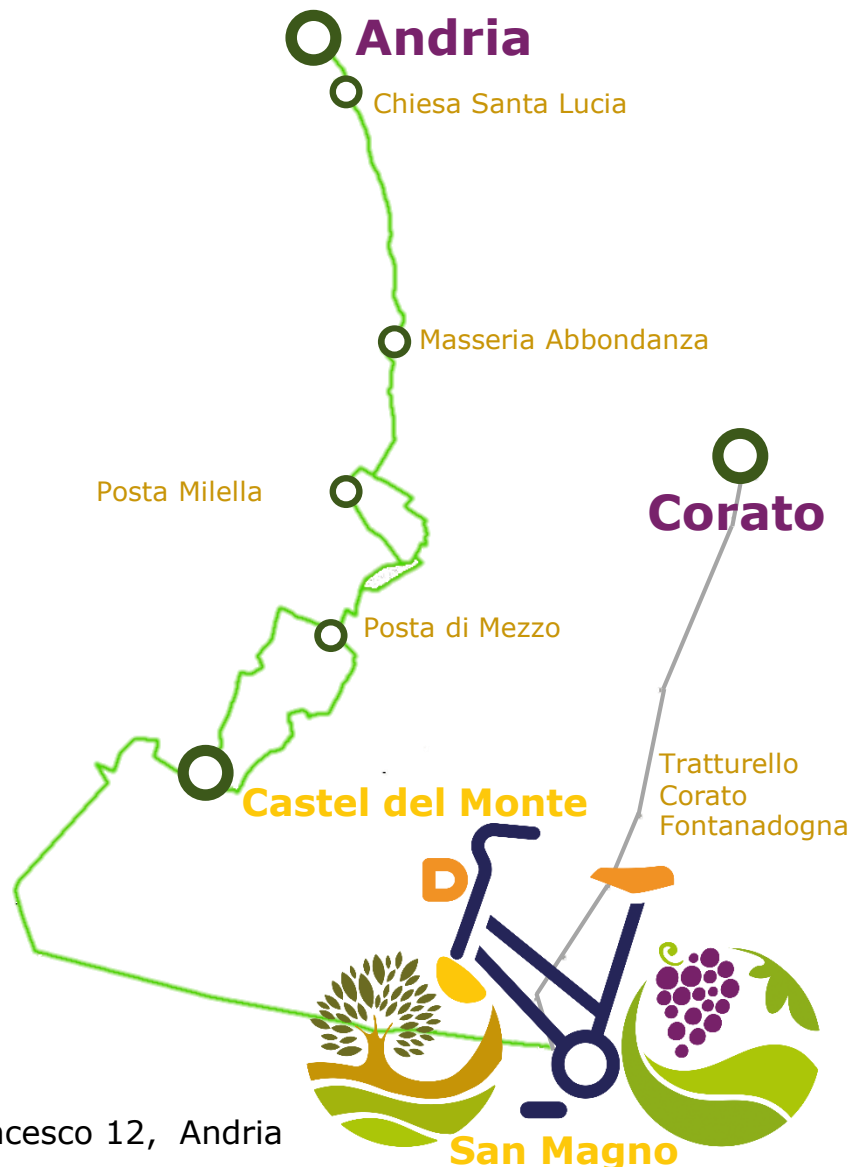 Andria
Chiesa Santa Lucia
Masseria Abbondanza
Posta Milella
Corato
Posta di Mezzo
Tratturello
Corato
Fontanadogna
Castel del Monte
12, Andria
San Magno